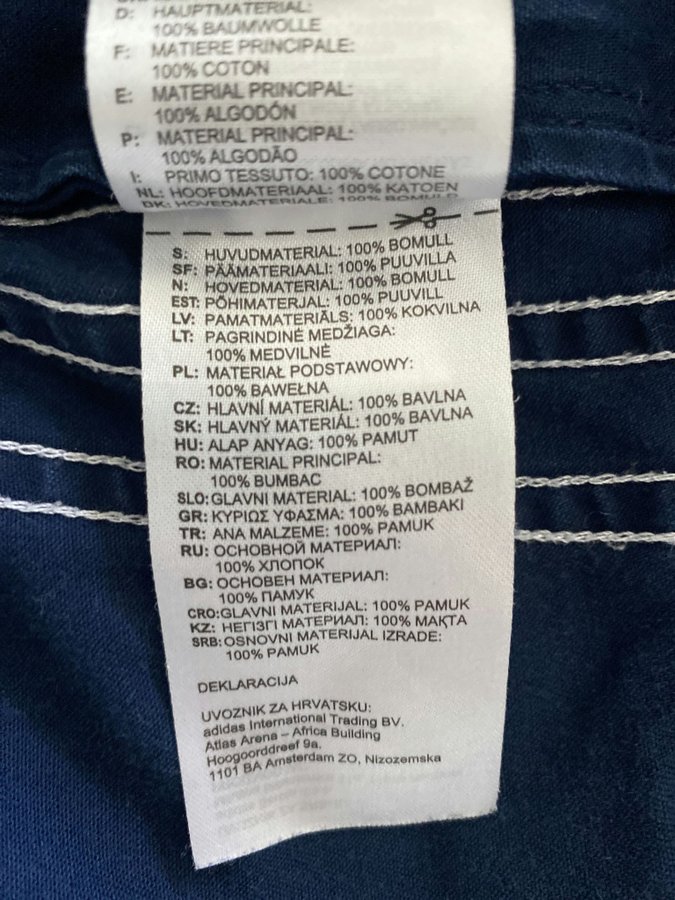 D: HAUPTMATERIAL:
100% BAUMWOLLE
F: MATIERE PRINCIPALE:
100% COTON
E: MATERIAL PRINCIPAL:
100% ALGODÓN
P: MATERIAL PRINCIPAL:
100% ALGODÃO
I: PRIMO TESSUTO: 100% COTONE
NL: HOOFDMATERIAAL: 100% KATOEN
DK: HOVEDMATERIALE: 100% BOMULD
S: HUVUDMATERIAL: 100% BOMULL
SF: PÄÄMATERIAALI: 100% PUUVILLA
N: HOVEDMATERIAL: 100% BOMULL
EST: PÕHIMATERJAL: 100% PUUVILL
LV: PAMATMATERIĀLS: 100% KOKVILNA
LT: PAGRINDINĖ MEDŽIAGA:
100% MEDVILNĖ
PL: MATERIAŁ PODSTAWOWY:
100% BAWEŁNA
CZ: HLAVNÍ MATERIÁL: 100% BAVLNA
SK: HLAVNÝ MATERIÁL: 100% BAVLNA
HU: ALAP ANYAG: 100% PAMUT
RO: MATERIAL PRINCIPAL:
100% BUMBAC
SLO: GLAVNI MATERIAL: 100% BOMBAŽ
GR: ΚΥΡΙΩΣ ΥΦΑΣΜΑ: 100% ΒΑΜΒΑΚΙ
TR: ANA MALZEME: 100% PAMUK
RU: ОСНОВНОЙ МАТЕРИАЛ:
100% ХЛОПОК
BG: ОСНОВЕН МАТЕРИАЛ:
100% ПАМУК
CRO: GLAVNI MATERIJAL: 100% PAMUK
KZ: НЕГІЗГІ МАТЕРИАЛ: 100% МАҚТА
SRB: OSNOVNI MATERIJAL IZRADE:
100% PAMUK
DEKLARACIJA
UVOZNIK ZA HRVATSKU:
adidas International Trading BV.
Atlas Arena – Africa Building
Hoogoorddreef 9a.
1101 BA Amsterdam ZO, Nizozemska